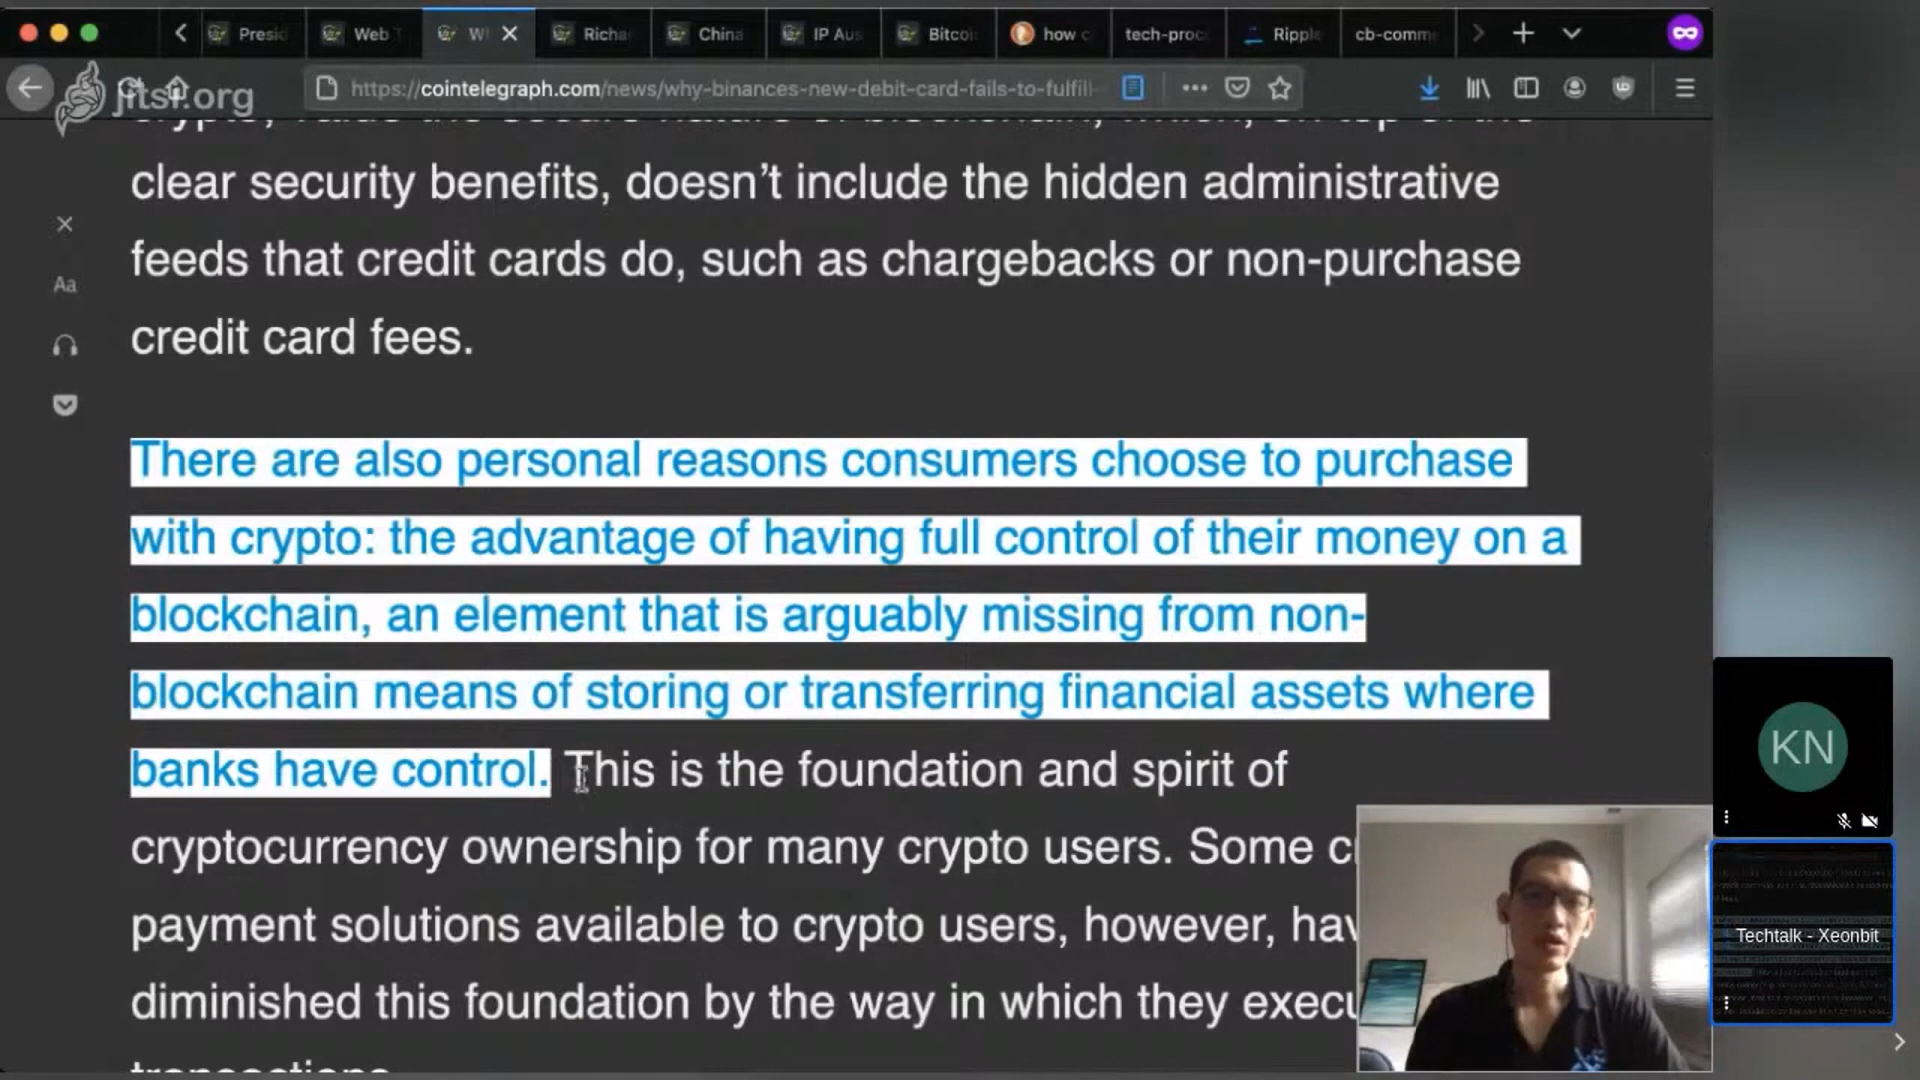 Presi
Web T
W
Richa
China
IP Aus
Bitcoi
how c
tech-proc
Ripple
cb-comme
jitsi.org
https://cointelegraph.com/news/why-binances-new-debit-card-fails-to-fulfill-
clear security benefits, doesn’t include the hidden administrative
feeds that credit cards do, such as chargebacks or non-purchase
credit card fees.
Aa
There are also personal reasons consumers choose to purchase
with crypto: the advantage of having full control of their money on a
blockchain, an element that is arguably missing from non-
blockchain means of storing or transferring financial assets where
banks have control. This is the foundation and spirit of
cryptocurrency ownership for many crypto users. Some c
payment solutions available to crypto users, however, hav
diminished this foundation by the way in which they execu
KN
Techtalk - Xeonbit